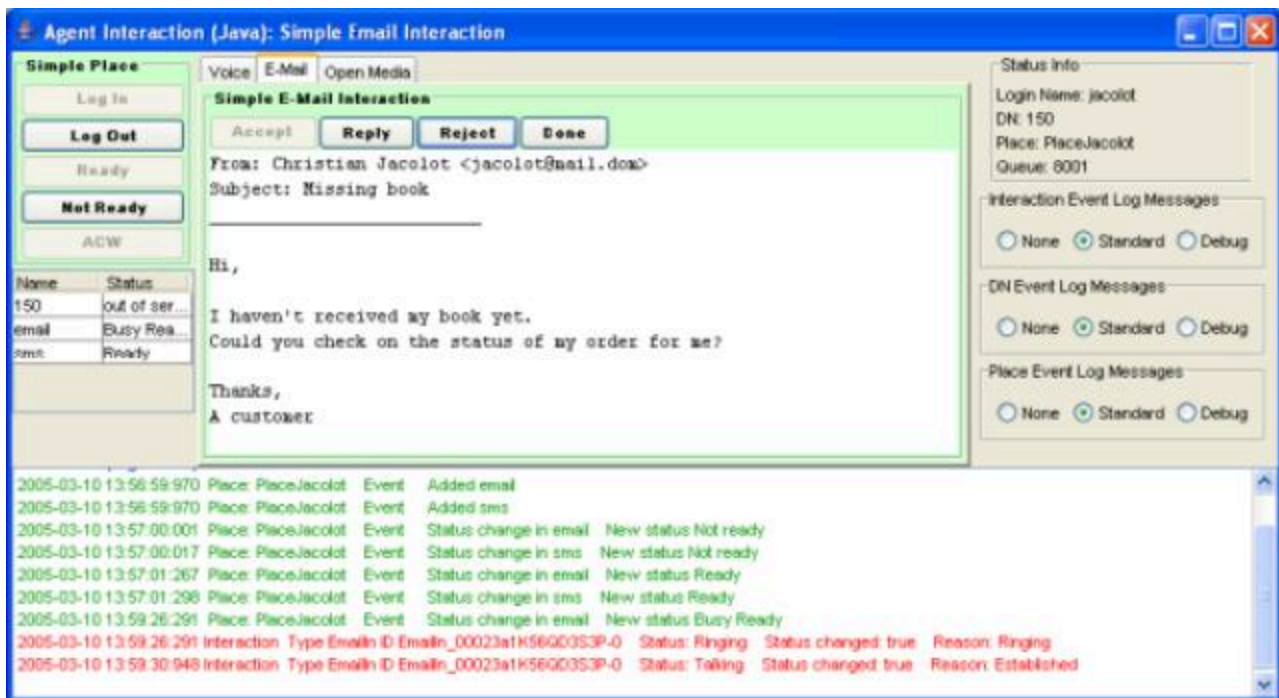 Agent Interaction (Java): Simple Email Interaction
Simple Place
Log In
Log Out
Ready
Not Ready
ACW
Name Status
150 out of ser...
email Busy Rea...
sms Ready
Voice E-Mail Open Media
Simple E-Mail Interaction
Accept Reply Reject Done
From: Christian Jacolot <jacolot@mail.dom>
Subject: Missing book
Hi,
I haven't received my book yet.
Could you check on the status of my order for me?
Thanks,
A customer
Status Info
Login Name: jacolot
DN: 150
Place: PlaceJacolot
Queue: 8001
Interaction Event Log Messages
None Standard Debug
DN Event Log Messages
None Standard Debug
Place Event Log Messages
None Standard Debug
2005-03-10 13:56:59:970 Place: PlaceJacolot Event Added email
2005-03-10 13:56:59:970 Place: PlaceJacolot Event Added sms
2005-03-10 13:57:00:001 Place: PlaceJacolot Event Status change in email New status Not ready
2005-03-10 13:57:00:017 Place: PlaceJacolot Event Status change in sms New status Not ready
2005-03-10 13:57:01:267 Place: PlaceJacolot Event Status change in email New status Ready
2005-03-10 13:57:01:298 Place: PlaceJacolot Event Status change in sms New status Ready
2005-03-10 13:59:26:291 Place: PlaceJacolot Event Status change in email New status Busy Ready
2005-03-10 13:59:26:291 Interaction Type EmailIn ID EmailIn_00023a1K56QD3S3P-0 Status: Ringing Status changed: true Reason: Ringing
2005-03-10 13:59:30:948 Interaction Type EmailIn ID EmailIn_00023a1K56QD3S3P-0 Status: Talking Status changed: true Reason: Established